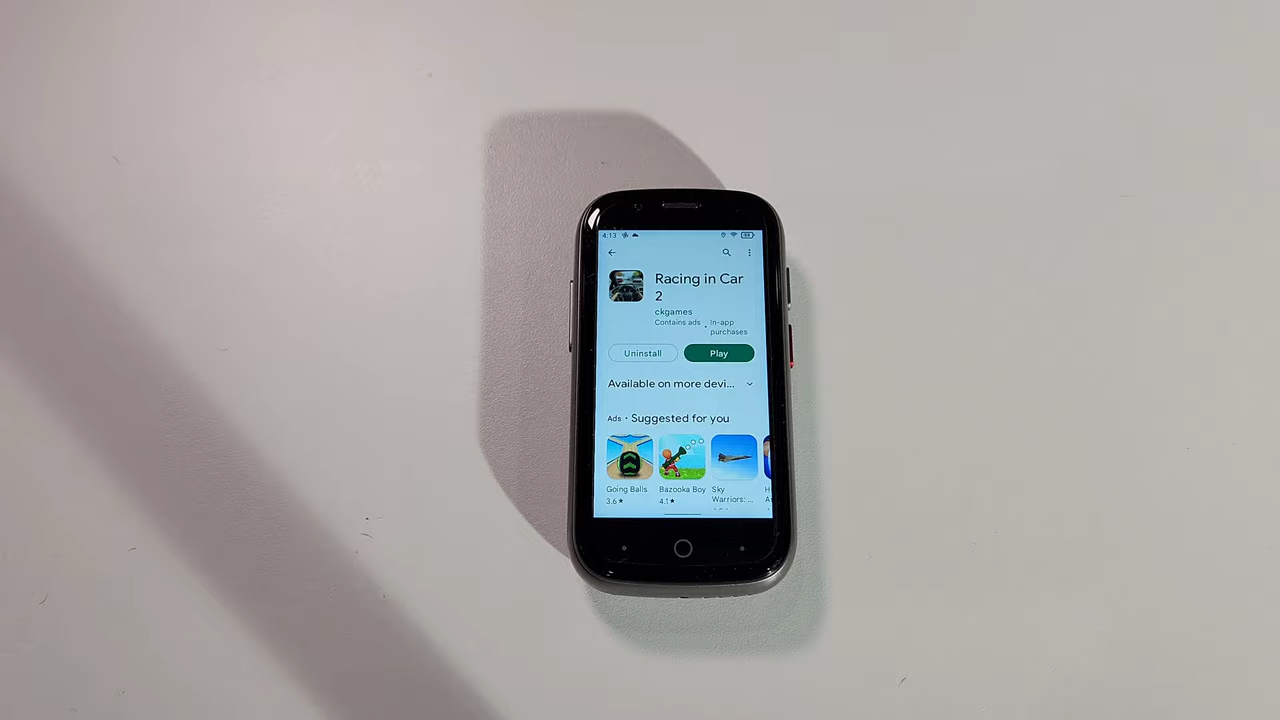 4:13
Racing in Car
2
ckgames
Contains ads · In-app
purchases
Uninstall Play
Available on more devi...
Ads · Suggested for you
Going Balls Bazooka Boy Sky
3.6★ 4.1★ Warriors: ...